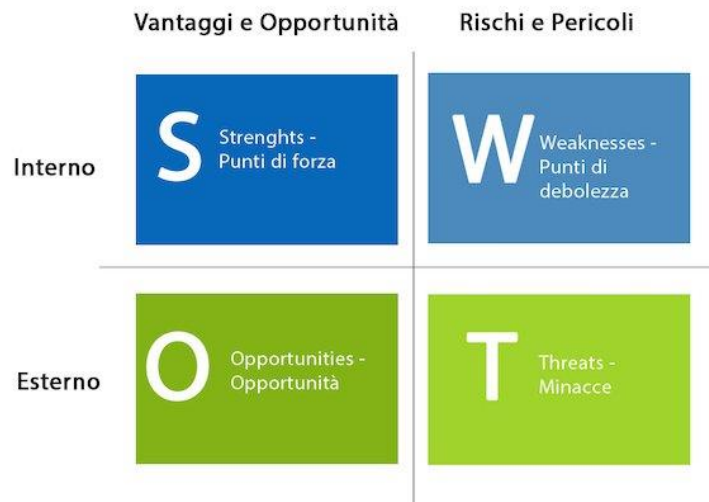 Vantaggi e Opportunità
Rischi e Pericoli
Interno
S
Strenghts -
Punti di forza
W
Weaknesses -
Punti di
debolezza
Esterno
O
Opportunities -
Opportunità
T
Threats -
Minacce